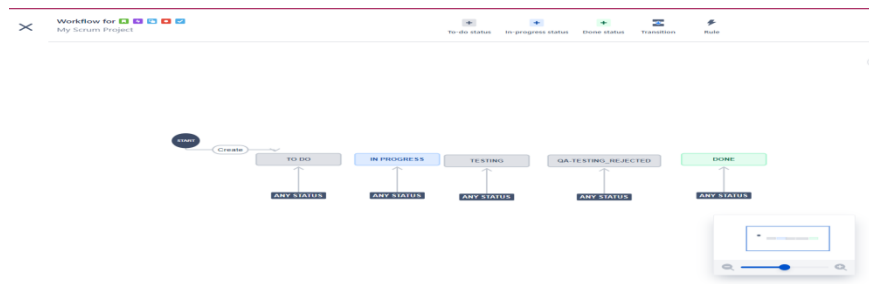 Workflow for
My Scrum Project
To-do status
In-progress status
Done status
Transition
Rule
START
Create
TO DO
IN PROGRESS
TESTING
QA-TESTING_REJECTED
DONE
ANY STATUS
ANY STATUS
ANY STATUS
ANY STATUS
ANY STATUS